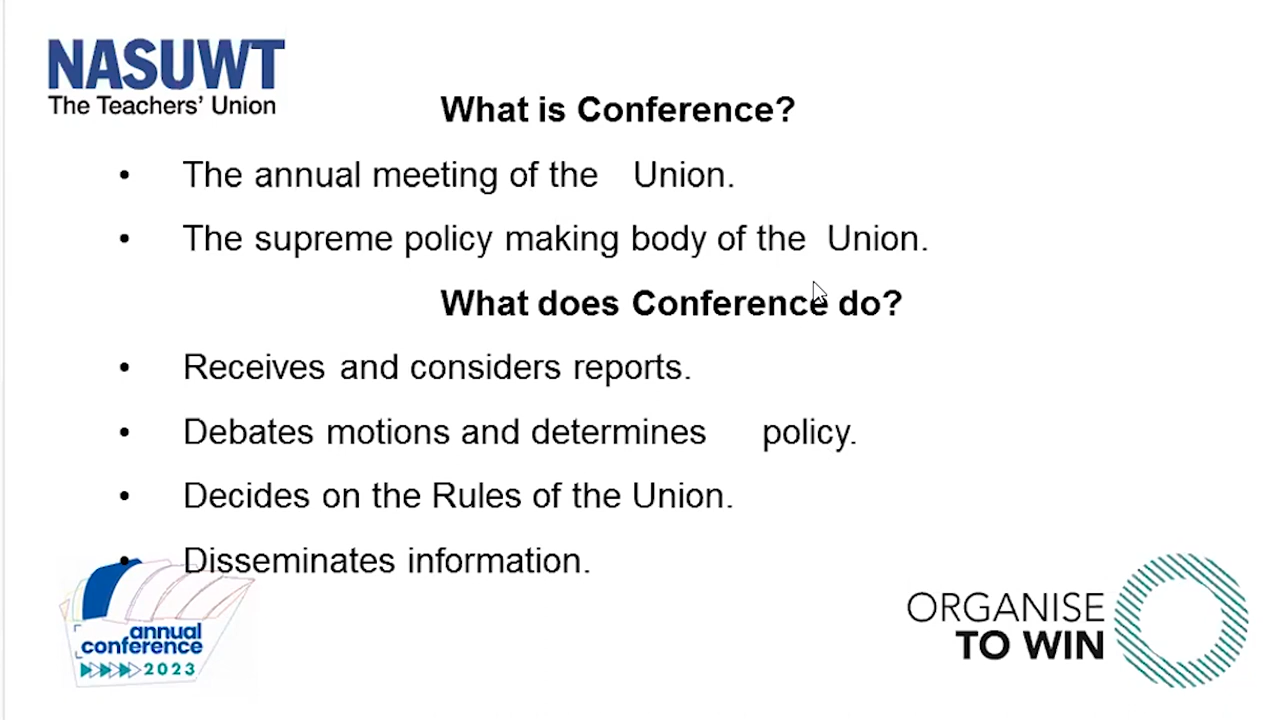 NASUWT
The Teachers' Union
What is Conference?
• The annual meeting of the Union.
• The supreme policy making body of the Union.
What does Conference do?
• Receives and considers reports.
• Debates motions and determines policy.
• Decides on the Rules of the Union.
• Disseminates information.
annual
conference
2023
ORGANISE
TO WIN